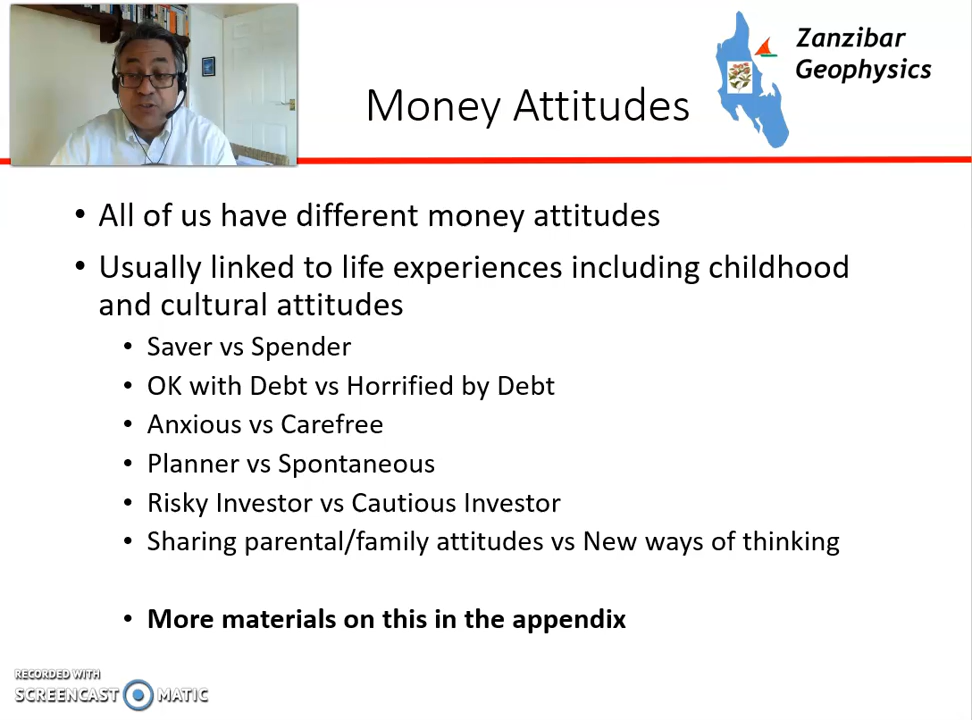 Zanzibar
Geophysics
Money Attitudes
• All of us have different money attitudes
• Usually linked to life experiences including childhood
and cultural attitudes
• Saver vs Spender
• OK with Debt vs Horrified by Debt
• Anxious vs Carefree
• Planner vs Spontaneous
• Risky Investor vs Cautious Investor
• Sharing parental/family attitudes vs New ways of thinking
• More materials on this in the appendix
RECORDED WITH
SCREENCAST MATIC